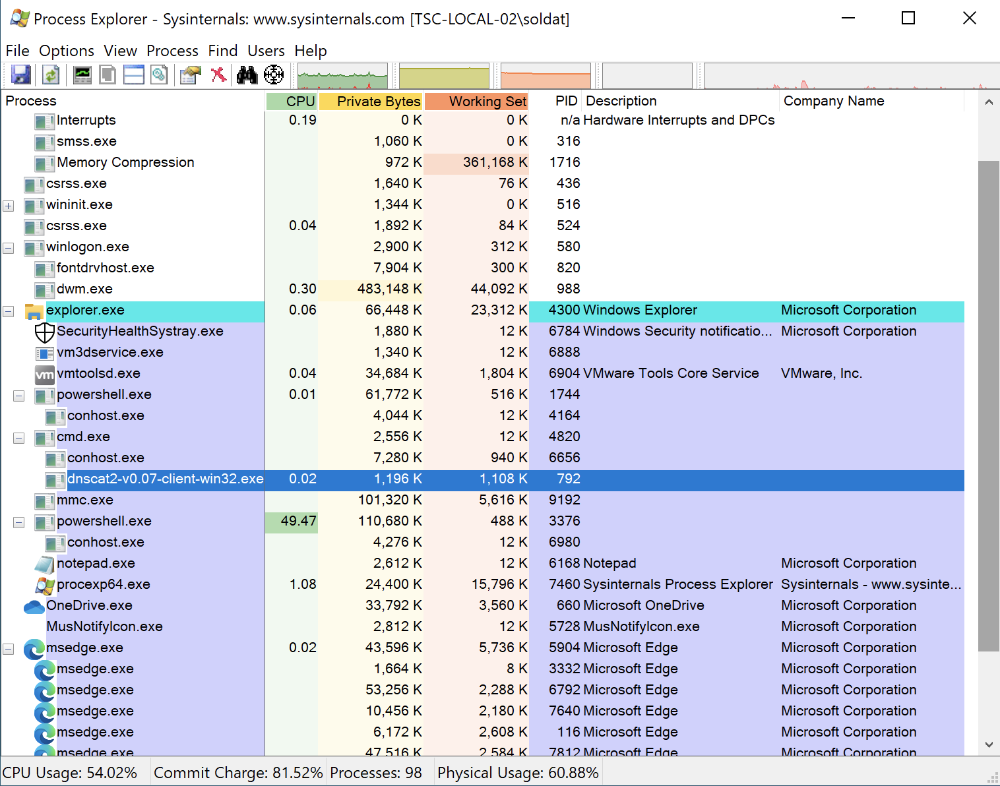 Process Explorer - Sysinternals: www.sysinternals.com [TSC-LOCAL-02\soldat]
File Options View Process Find Users Help
Process CPU Private Bytes Working Set PID Description Company Name
Interrupts 0.19 0 K 0 K n/a Hardware Interrupts and DPCs
smss.exe 1,060 K 0 K 316
Memory Compression 972 K 361,168 K 1716
csrss.exe 1,640 K 76 K 436
wininit.exe 1,344 K 0 K 516
csrss.exe 0.04 1,892 K 84 K 524
winlogon.exe 2,900 K 312 K 580
fontdrvhost.exe 7,904 K 300 K 820
dwm.exe 0.30 483,148 K 44,092 K 988
explorer.exe 0.06 66,448 K 23,312 K 4300 Windows Explorer Microsoft Corporation
SecurityHealthSystray.exe 1,880 K 12 K 6784 Windows Security notificatio... Microsoft Corporation
vm3dservice.exe 1,340 K 12 K 6888
vm vmtoolsd.exe 0.04 34,684 K 1,804 K 6904 VMware Tools Core Service VMware, Inc.
powershell.exe 0.01 61,772 K 516 K 1744
conhost.exe 4,044 K 12 K 4164
cmd.exe 2,556 K 12 K 4820
conhost.exe 7,280 K 940 K 6656
dnscat2-v0.07-client-win32.exe 0.02 1,196 K 1,108 K 792
mmc.exe 101,320 K 5,616 K 9192
powershell.exe 49.47 110,680 K 488 K 3376
conhost.exe 4,276 K 12 K 6980
notepad.exe 2,612 K 12 K 6168 Notepad Microsoft Corporation
procexp64.exe 1.08 24,400 K 15,796 K 7460 Sysinternals Process Explorer Sysinternals - www.sysinte...
OneDrive.exe 33,792 K 3,560 K 660 Microsoft OneDrive Microsoft Corporation
MusNotifyIcon.exe 2,812 K 12 K 5728 MusNotifyIcon.exe Microsoft Corporation
msedge.exe 0.02 43,596 K 5,736 K 5904 Microsoft Edge Microsoft Corporation
msedge.exe 1,664 K 8 K 3332 Microsoft Edge Microsoft Corporation
msedge.exe 53,256 K 2,288 K 6792 Microsoft Edge Microsoft Corporation
msedge.exe 10,456 K 2,180 K 7640 Microsoft Edge Microsoft Corporation
msedge.exe 6,172 K 2,608 K 116 Microsoft Edge Microsoft Corporation
msedge.exe 47,516 K 2,584 K 7812 Microsoft Edge Microsoft Corporation
CPU Usage: 54.02% Commit Charge: 81.52% Processes: 98 Physical Usage: 60.88%